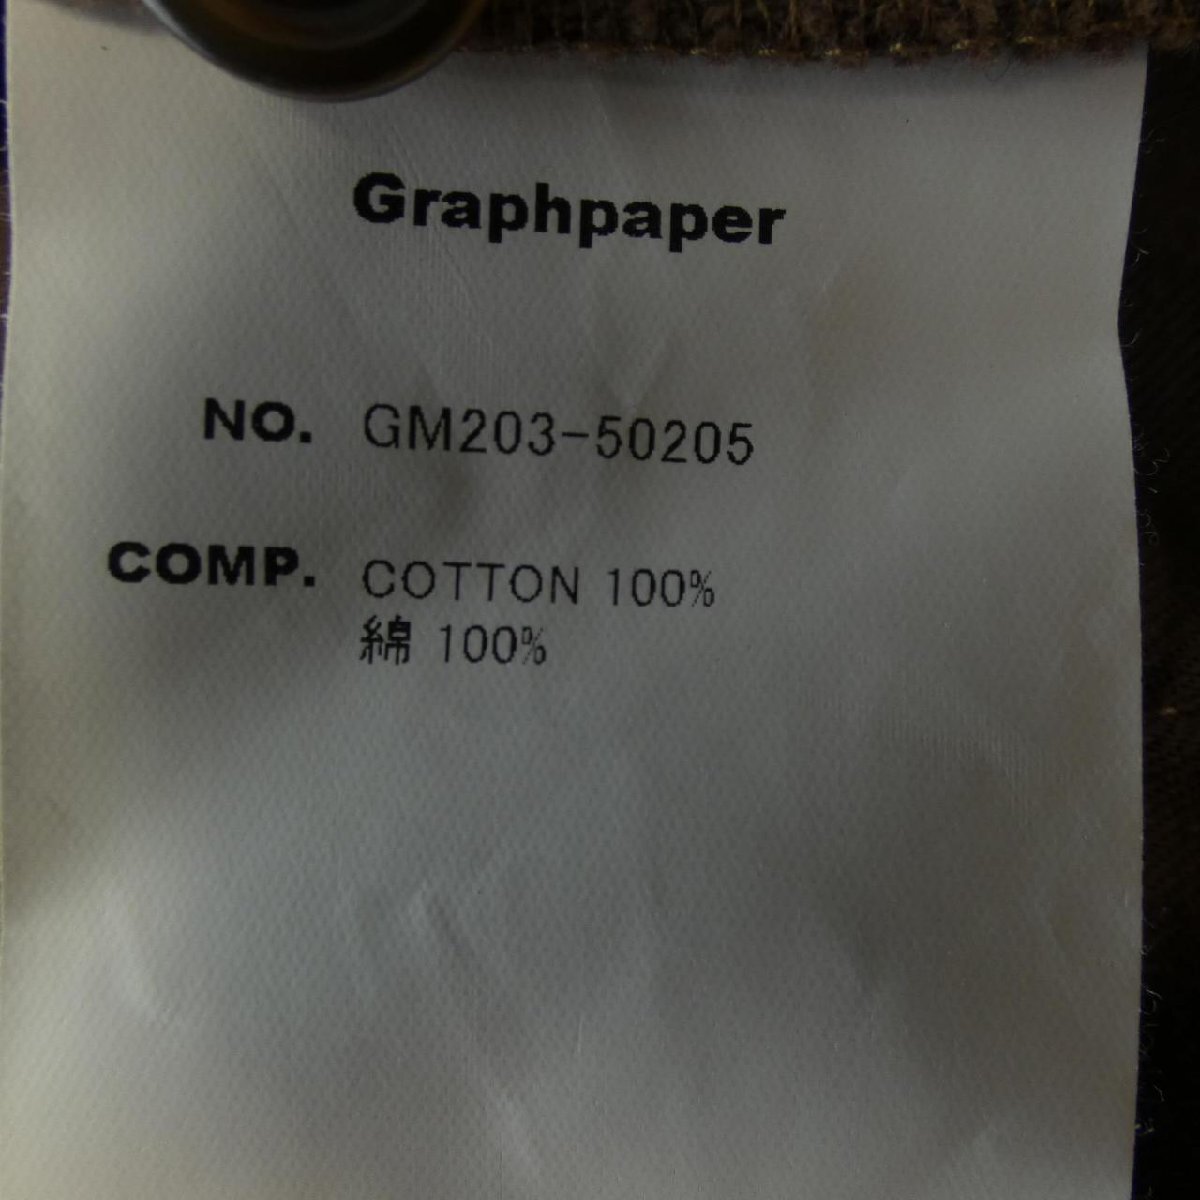 Graphpaper
NO. GM203-50205
COMP. COTTON 100%
綿 100%